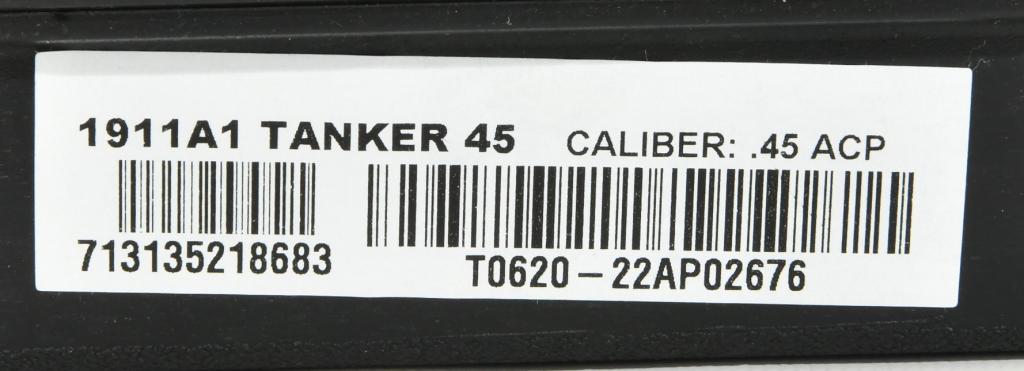 1911A1 TANKER 45 CALIBER: .45 ACP
713135218683
T0620-22AP02676